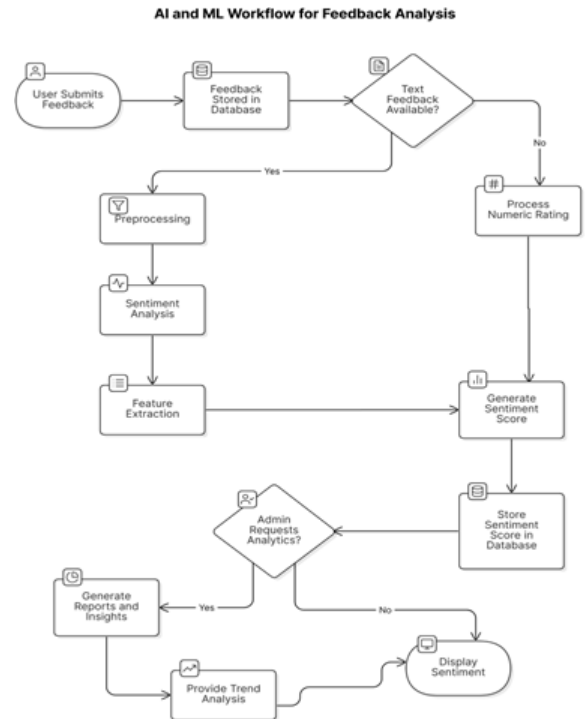 AI and ML Workflow for Feedback Analysis
User Submits
Feedback
Feedback
Stored in
Database
Text
Feedback
Available?
No
Yes
Process
Numeric Rating
Preprocessing
Sentiment
Analysis
Feature
Extraction
Generate
Sentiment
Score
Store
Sentiment
Score in
Database
Admin
Requests
Analytics?
Yes
No
Generate
Reports and
Insights
Display
Sentiment
Provide Trend
Analysis